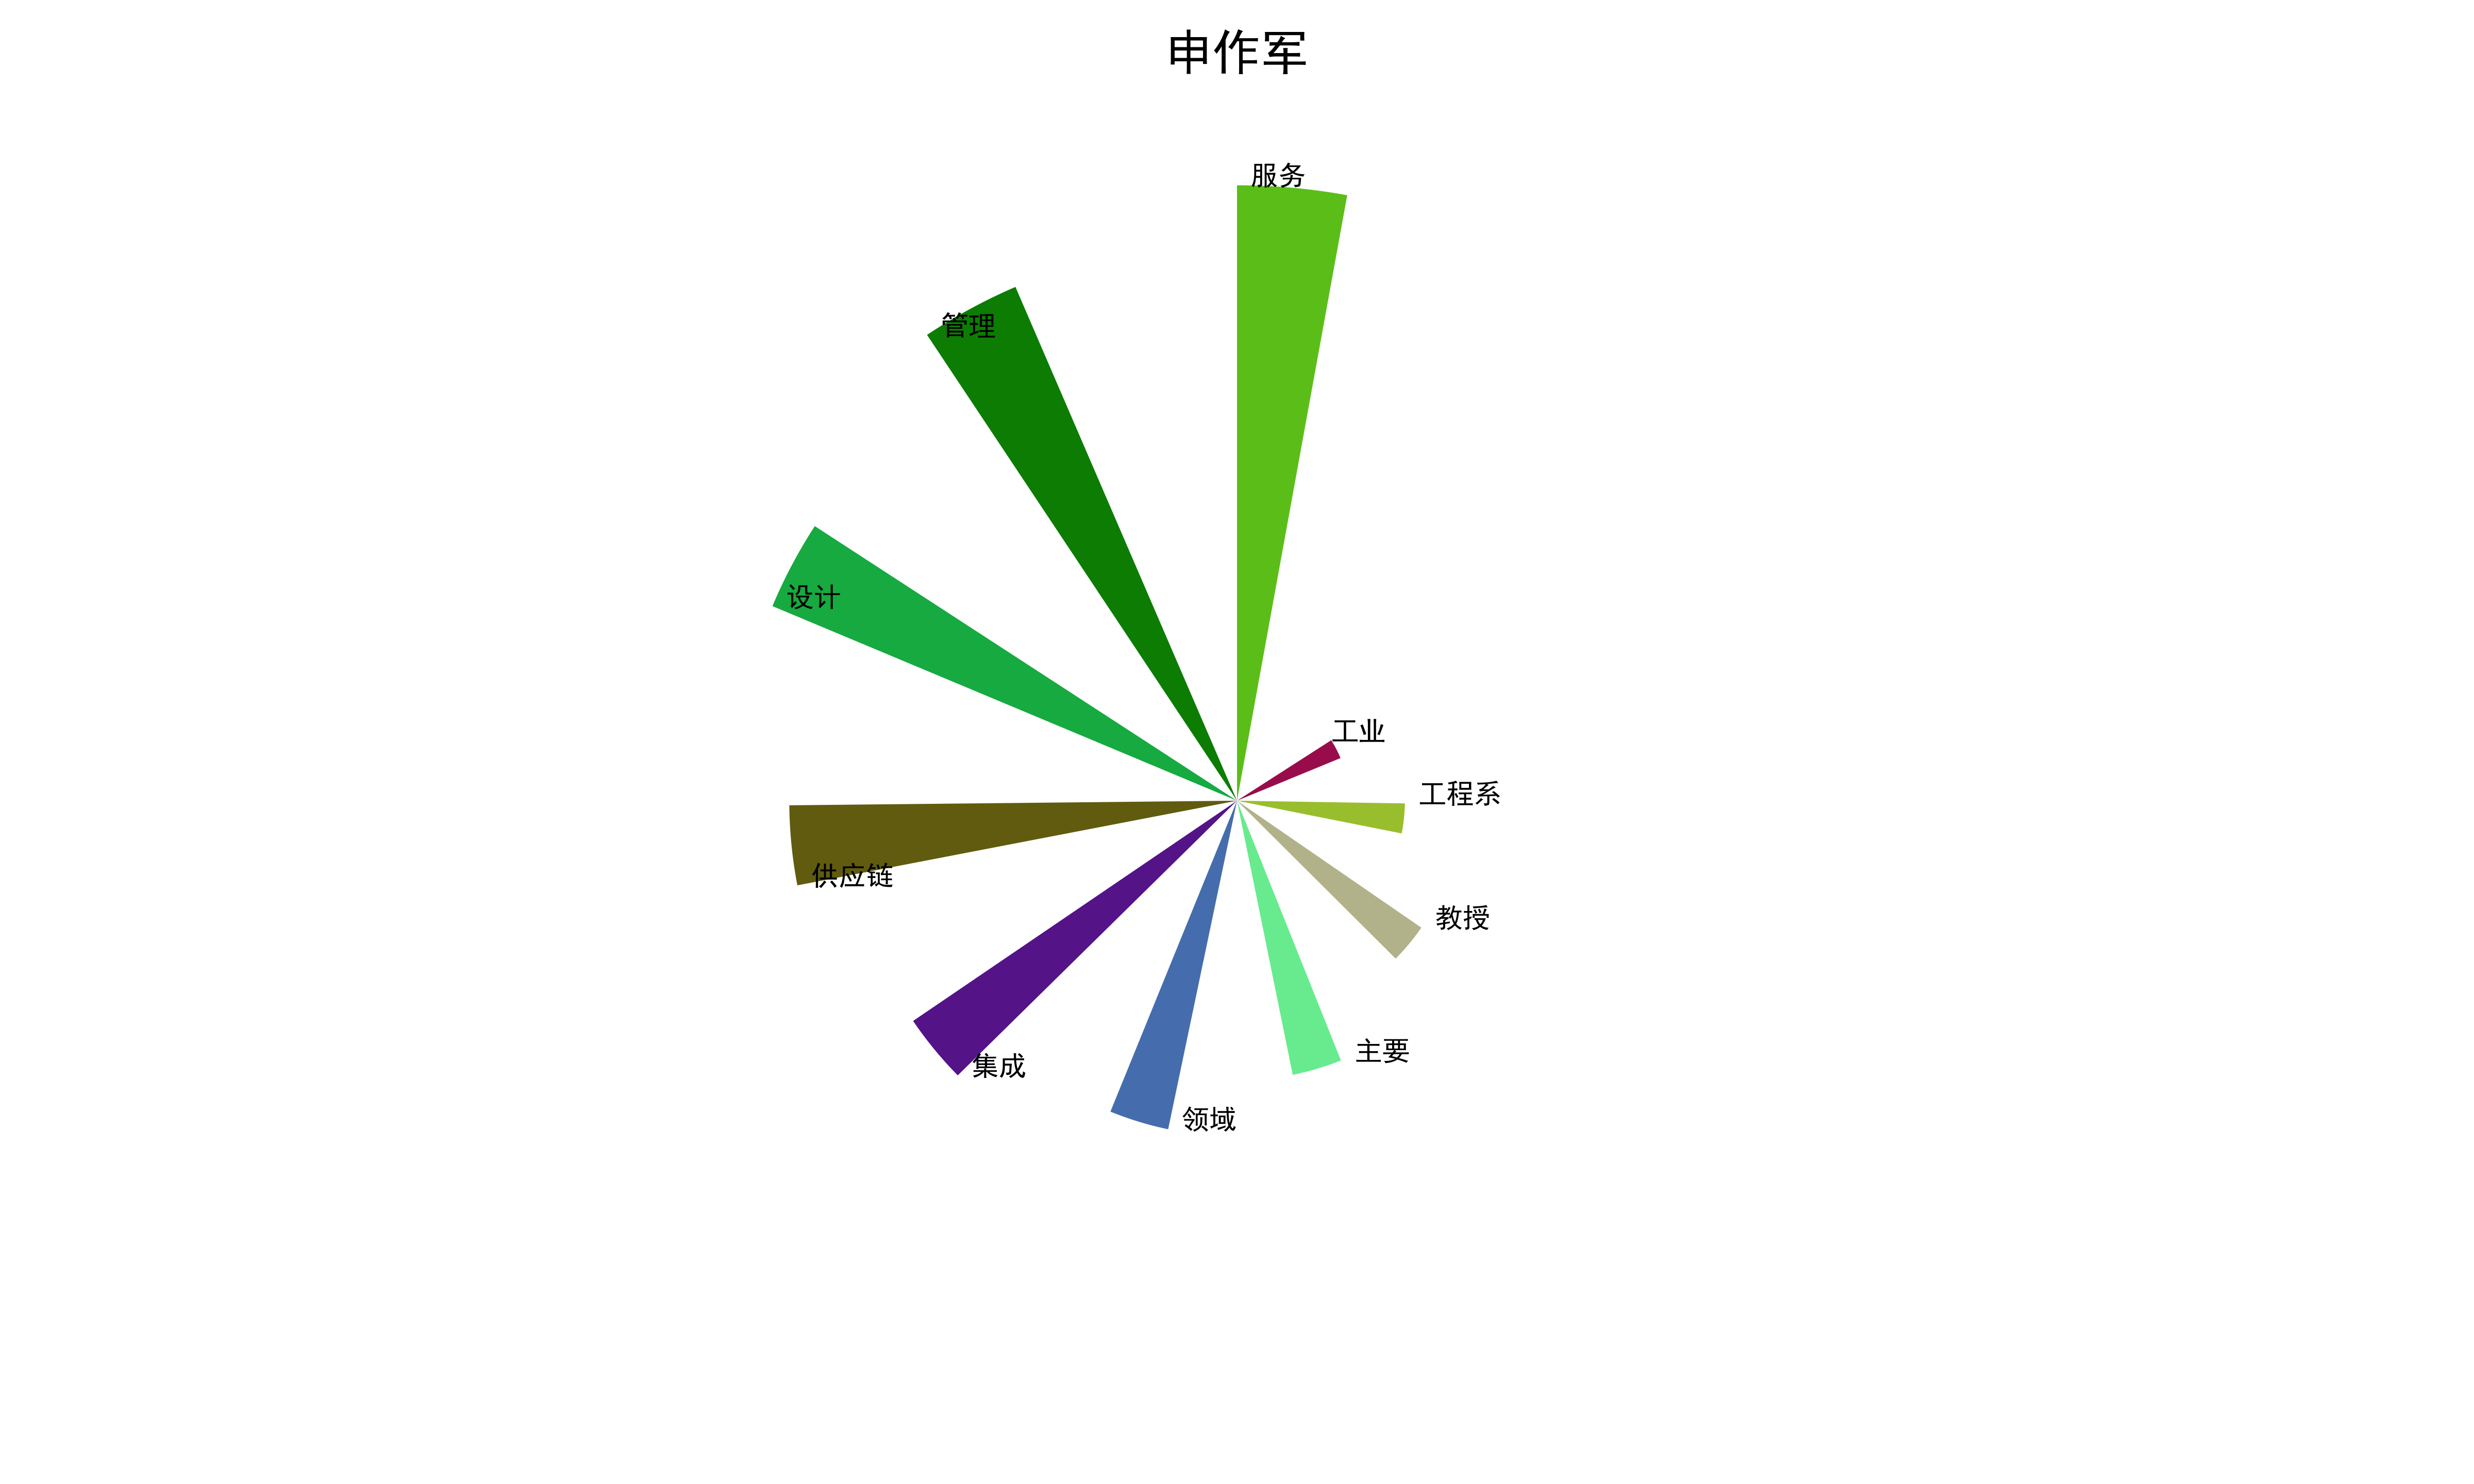 申作军
服务
管理
设计
工业
工程系
供应链
教授
主要
集成
领域